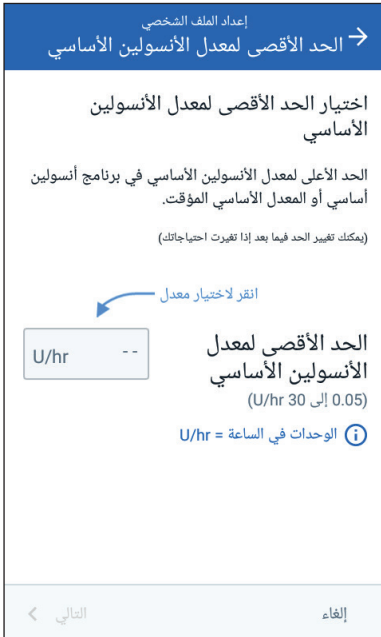 إعداد الملف الشخصي
الحد الأقصى لمعدل الأنسولين الأساسي
اختيار الحد الأقصى لمعدل الأنسولين
الأساسي
الحد الأعلى لمعدل الأنسولين الأساسي في برنامج أنسولين
أساسي أو المعدل الأساسي المؤقت.
(يمكنك تغيير الحد فيما بعد إذا تغيرت احتياجاتك)
انقر لاختيار معدل
الحد الأقصى لمعدل
الأنسولين الأساسي
(0.05 إلى 30 U/hr)
-- U/hr
الوحدات في الساعة = U/hr
إلغاء
التالي